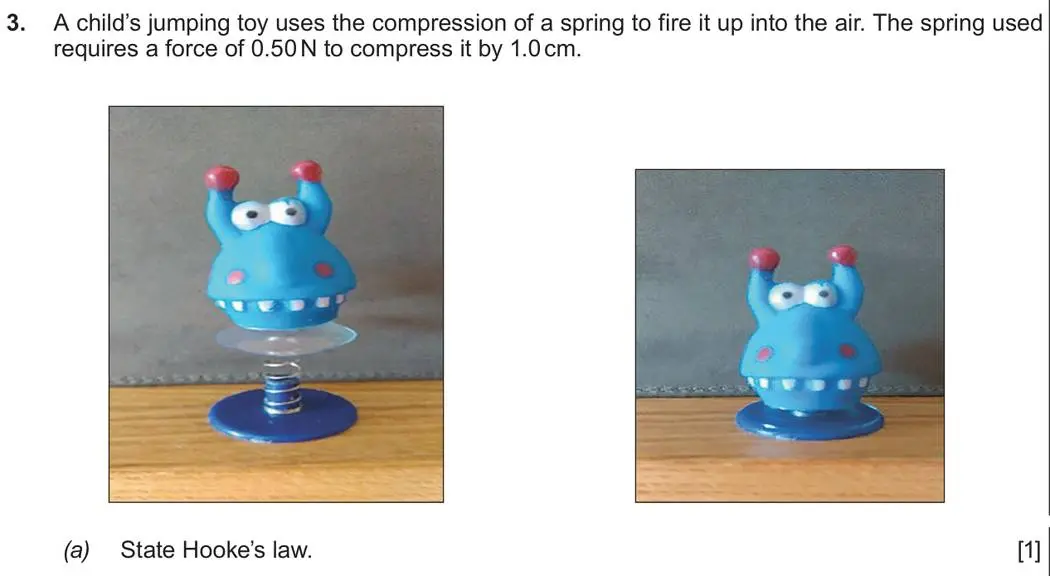 3. A child’s jumping toy uses the compression of a spring to fire it up into the air. The spring used
requires a force of 0.50 N to compress it by 1.0 cm.
(a) State Hooke’s law. [1]